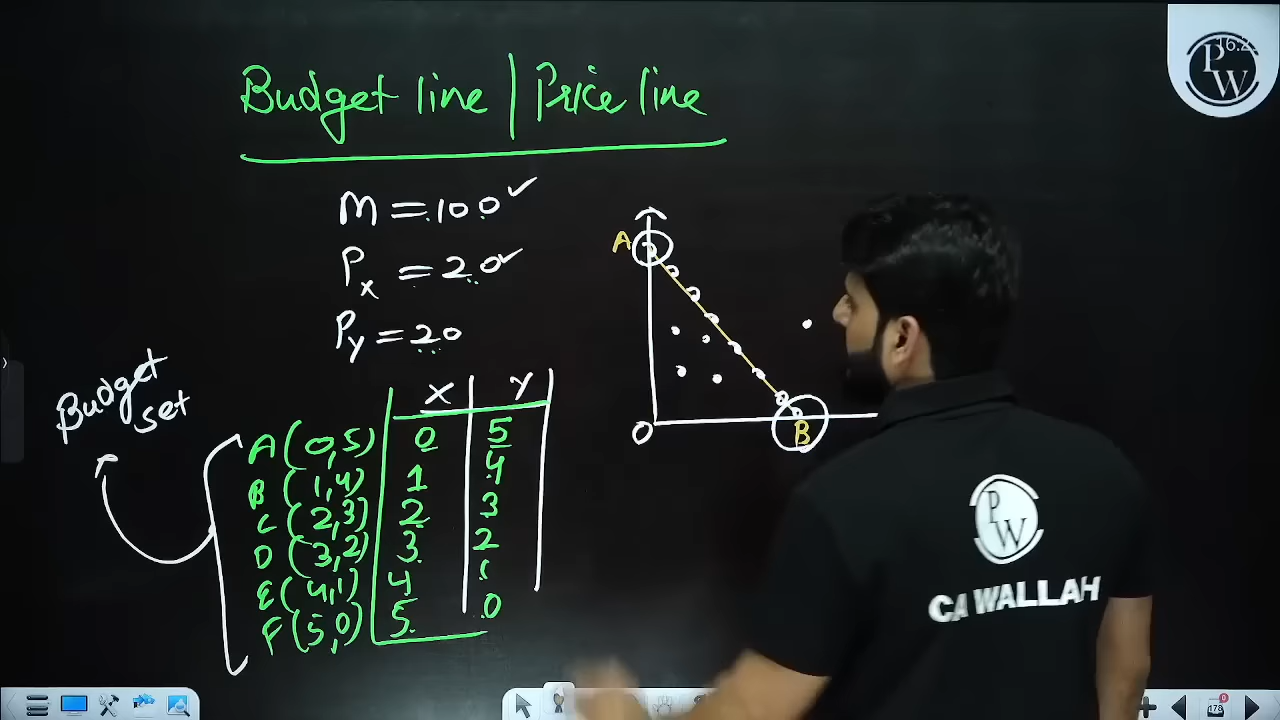 Budget line | Price line
M = 100
Px = 20
Py = 20
Budget set
X Y
A (0,5) 0 5
B (1,4) 1 4
C (2,3) 2 3
D (3,2) 3 2
E (4,1) 4 1
F (5,0) 5 0
A
O
B
PW
PW
CA WALLAH
178